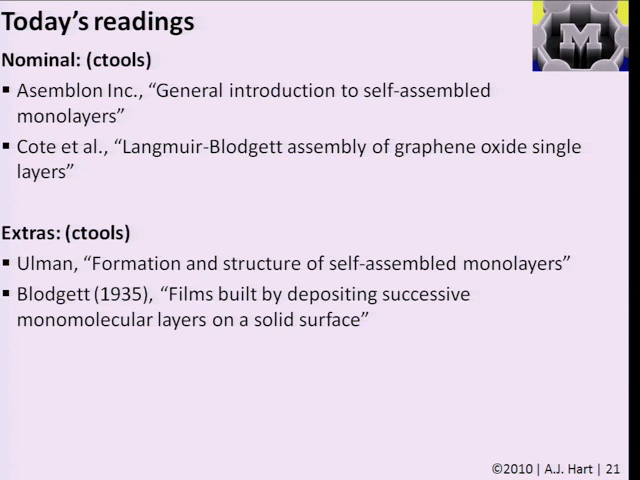 Today's readings
M
Nominal: (ctools)
▪ Asemblon Inc., “General introduction to self-assembled
monolayers”
▪ Cote et al., “Langmuir-Blodgett assembly of graphene oxide single
layers”
Extras: (ctools)
▪ Ulman, “Formation and structure of self-assembled monolayers”
▪ Blodgett (1935), “Films built by depositing successive
monomolecular layers on a solid surface”
©2010 | A.J. Hart | 21